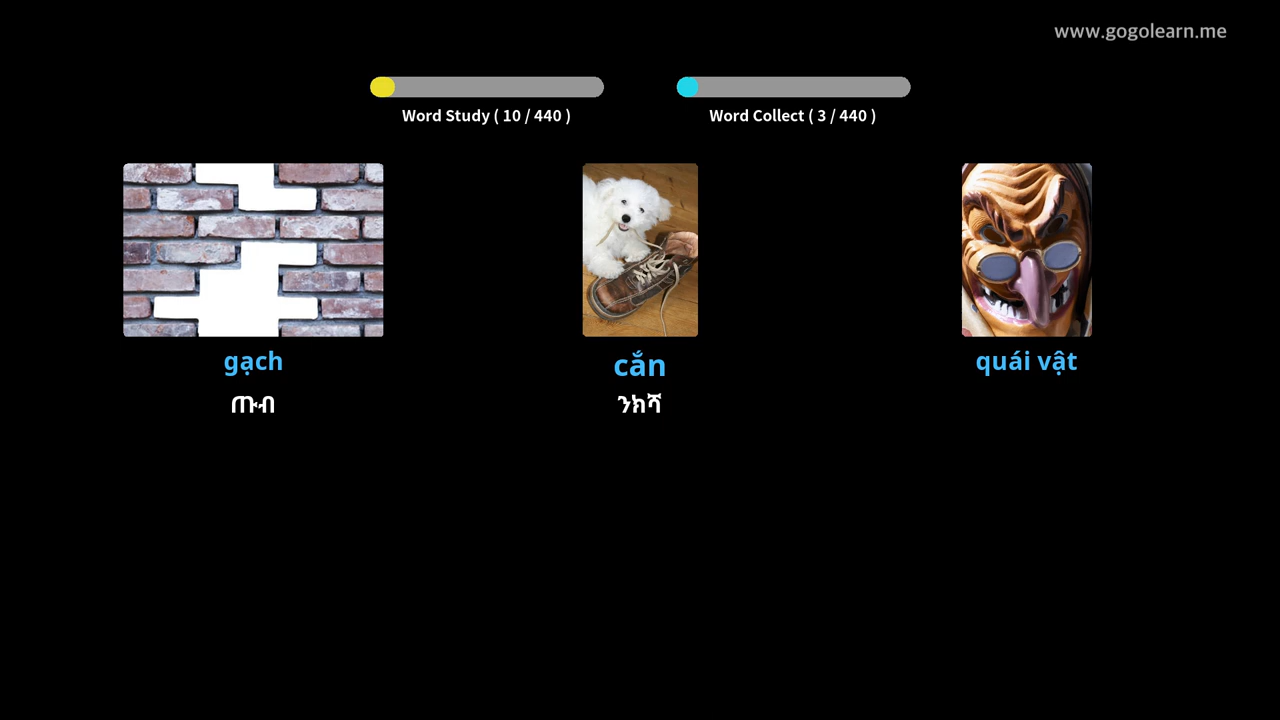 www.gogolearn.me
Word Study ( 10 / 440 )
Word Collect ( 3 / 440 )
gạch
cắn
quái vật
ጡብ
ንክሻ